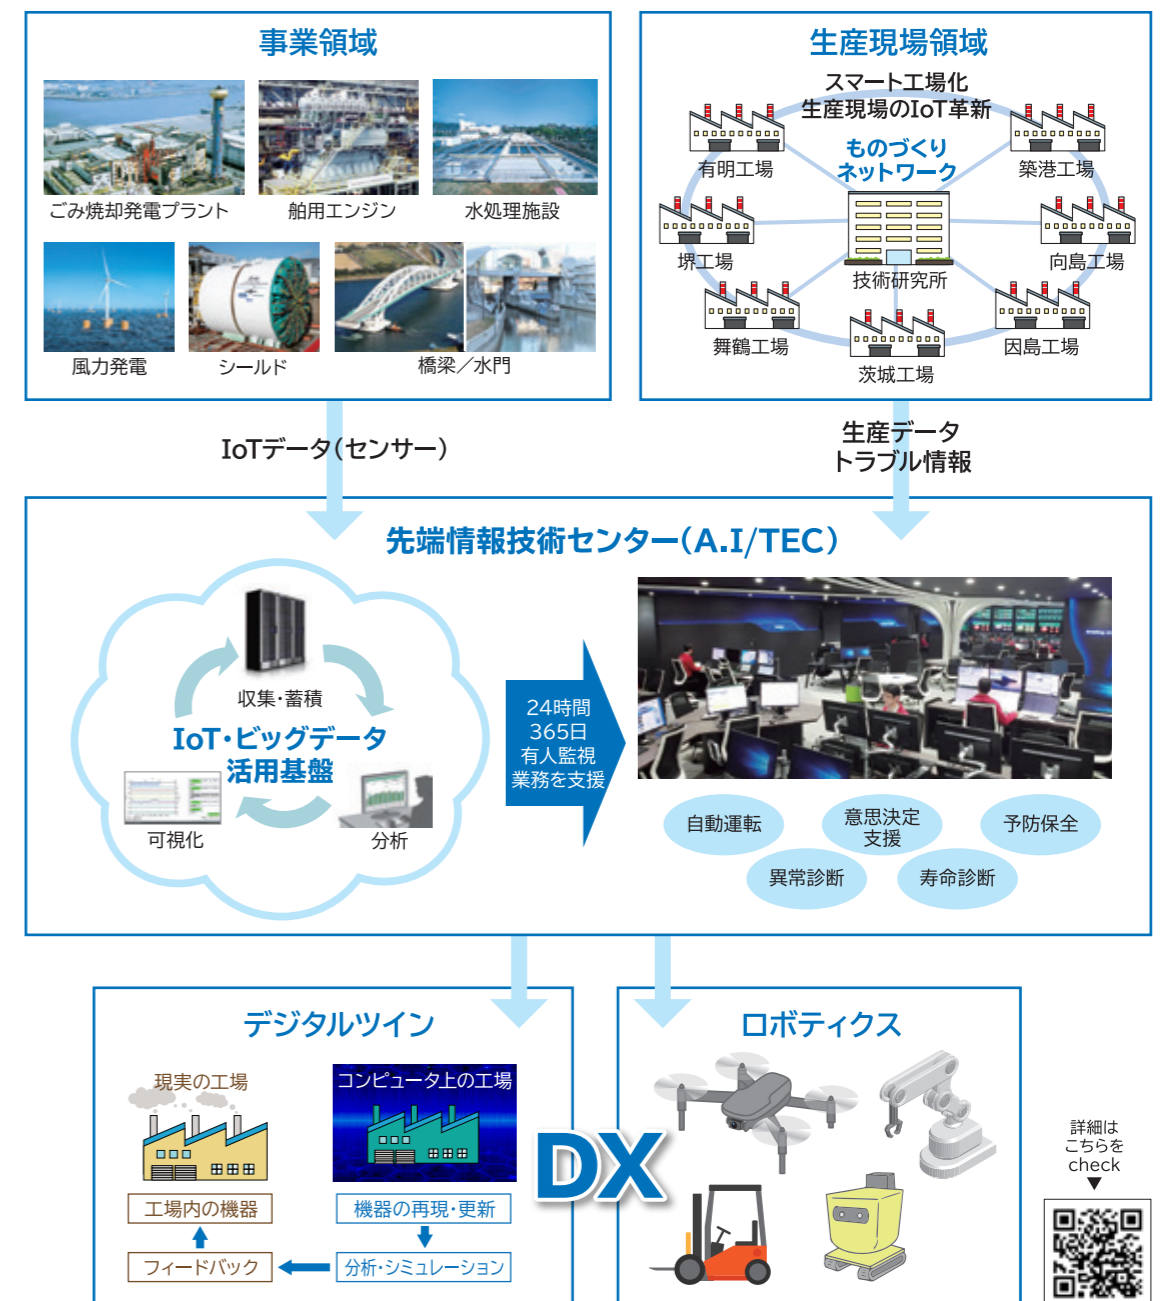 事業領域
ごみ焼却発電プラント
舶用エンジン
水処理施設
風力発電
シールド
橋梁／水門
生産現場領域
スマート工場化
生産現場のIoT革新
ものづくり
ネットワーク
有明工場
築港工場
堺工場
技術研究所
向島工場
舞鶴工場
茨城工場
因島工場
IoTデータ(センサー)
生産データ
トラブル情報
先端情報技術センター(A.I/TEC)
収集・蓄積
IoT・ビッグデータ
活用基盤
可視化
分析
24時間
365日
有人監視
業務を支援
自動運転
意思決定
支援
予防保全
異常診断
寿命診断
デジタルツイン
現実の工場
コンピュータ上の工場
工場内の機器
機器の再現・更新
フィードバック
分析・シミュレーション
DX
ロボティクス
詳細は
こちらを
check
▼